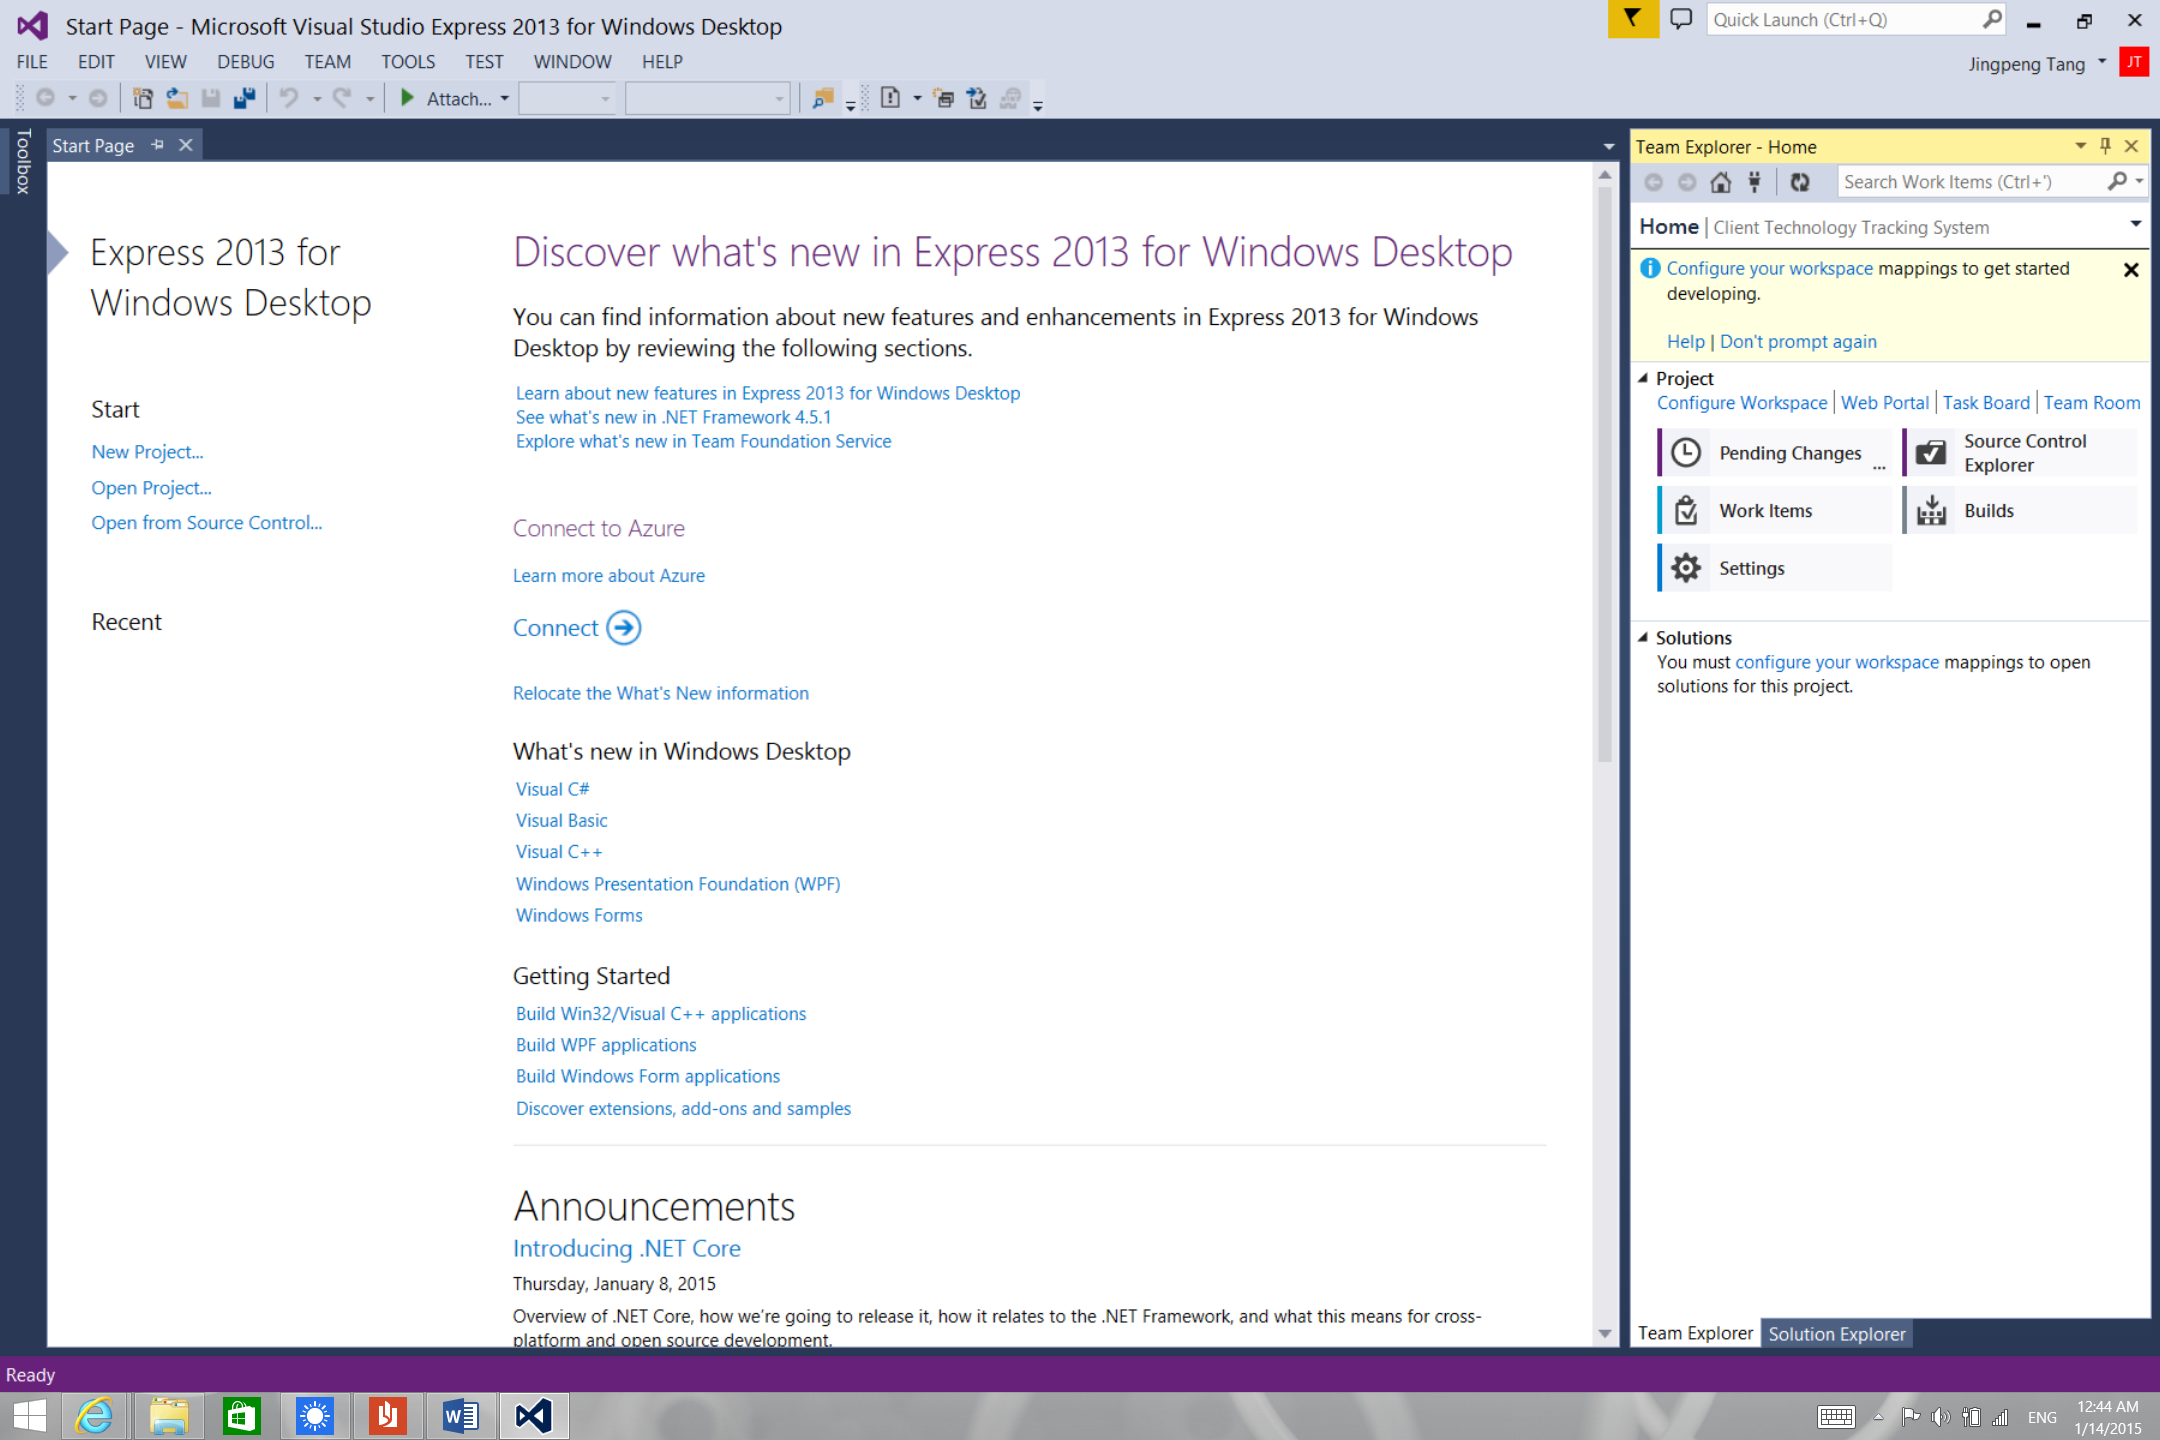 Start Page - Microsoft Visual Studio Express 2013 for Windows Desktop
Quick Launch (Ctrl+Q)
FILE EDIT VIEW DEBUG TEAM TOOLS TEST WINDOW HELP
Jingpeng Tang JT
Attach...
Toolbox
Start Page
Express 2013 for
Windows Desktop
Start
New Project...
Open Project...
Open from Source Control...
Recent
Discover what's new in Express 2013 for Windows Desktop
You can find information about new features and enhancements in Express 2013 for Windows
Desktop by reviewing the following sections.
Learn about new features in Express 2013 for Windows Desktop
See what's new in .NET Framework 4.5.1
Explore what's new in Team Foundation Service
Connect to Azure
Learn more about Azure
Connect
Relocate the What's New information
What's new in Windows Desktop
Visual C#
Visual Basic
Visual C++
Windows Presentation Foundation (WPF)
Windows Forms
Getting Started
Build Win32/Visual C++ applications
Build WPF applications
Build Windows Form applications
Discover extensions, add-ons and samples
Announcements
Introducing .NET Core
Thursday, January 8, 2015
Overview of .NET Core, how we're going to release it, how it relates to the .NET Framework, and what this means for cross-
platform and open source development.
Team Explorer - Home
Search Work Items (Ctrl+')
Home | Client Technology Tracking System
Configure your workspace mappings to get started
developing.
Help | Don't prompt again
Project
Configure Workspace | Web Portal | Task Board | Team Room
Pending Changes ...
Source Control
Explorer
Work Items
Builds
Settings
Solutions
You must configure your workspace mappings to open
solutions for this project.
Team Explorer Solution Explorer
Ready
ENG
12:44 AM
1/14/2015